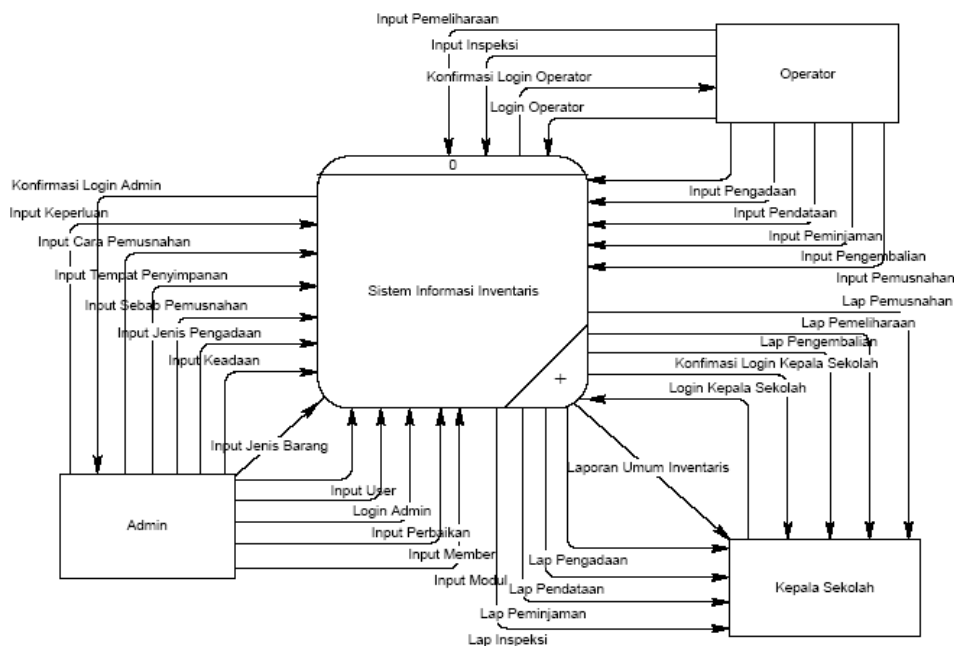 Input Pemeliharaan
Input Inspeksi
Konfirmasi Login Operator
Login Operator
Operator
0
Konfirmasi Login Admin
Input Keperluan
Input Cara Pemusnahan
Input Tempat Penyimpanan
Input Sebab Pemusnahan
Input Jenis Pengadaan
Input Keadaan
Input Jenis Barang
Sistem Informasi Inventaris
+
Input Pengadaan
Input Pendataan
Input Peminjaman
Input Pengembalian
Input Pemusnahan
Lap Pemusnahan
Lap Pemeliharaan
Lap Pengembalian
Konfimasi Login Kepala Sekolah
Login Kepala Sekolah
Laporan Umum Inventaris
Admin
Input User
Login Admin
Input Perbaikan
Input Member
Input Modul
Lap Pengadaan
Lap Pendataan
Lap Peminjaman
Lap Inspeksi
Kepala Sekolah